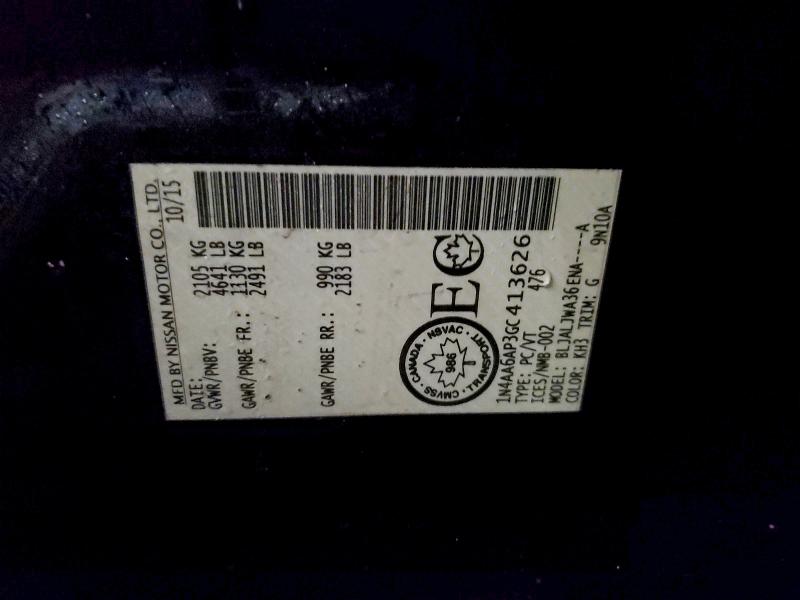 MFD BY NISSAN MOTOR CO., LTD.
DATE: 10/15
GVWR/PNBV: 2105 KG
4641 LB
GAWR/PNBE FR.: 1130 KG
2491 LB
GAWR/PNBE RR.: 990 KG
2183 LB
CANADA · NSVAC · TRANSPORT · CMVSS ·
986
EC
1N4AA6AP3GC413626
TYPE: PC/VT 476
ICES/NMB-002
MODEL: BLJALJWA36ENA----A
COLOR: KH3 TRIM: G 9N10A